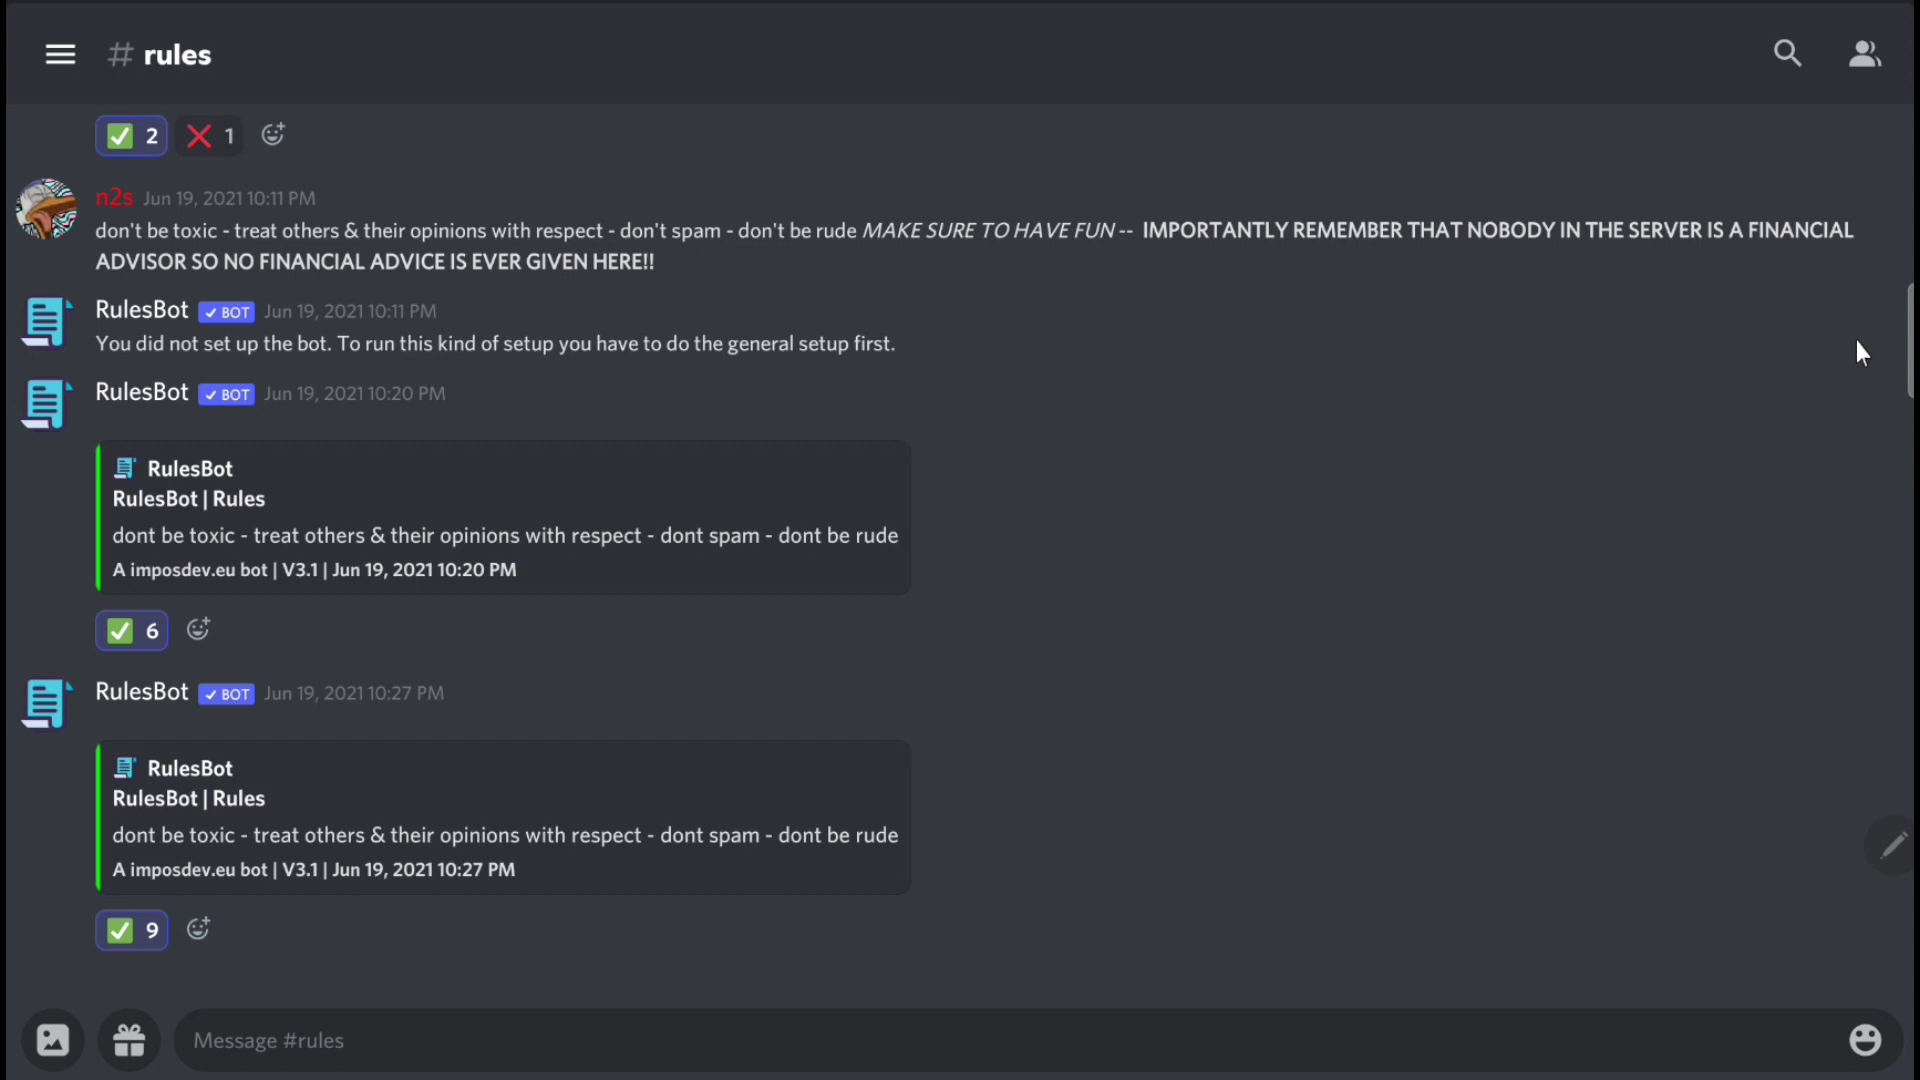 # rules
✅ 2 ❌ 1
n2s Jun 19, 2021 10:11 PM
don't be toxic - treat others & their opinions with respect - don't spam - don't be rude MAKE SURE TO HAVE FUN -- IMPORTANTLY REMEMBER THAT NOBODY IN THE SERVER IS A FINANCIAL
ADVISOR SO NO FINANCIAL ADVICE IS EVER GIVEN HERE!!
RulesBot ✓ BOT Jun 19, 2021 10:11 PM
You did not set up the bot. To run this kind of setup you have to do the general setup first.
RulesBot ✓ BOT Jun 19, 2021 10:20 PM
RulesBot
RulesBot | Rules
dont be toxic - treat others & their opinions with respect - dont spam - dont be rude
A imposdev.eu bot | V3.1 | Jun 19, 2021 10:20 PM
✅ 6
RulesBot ✓ BOT Jun 19, 2021 10:27 PM
RulesBot
RulesBot | Rules
dont be toxic - treat others & their opinions with respect - dont spam - dont be rude
A imposdev.eu bot | V3.1 | Jun 19, 2021 10:27 PM
✅ 9
Message #rules